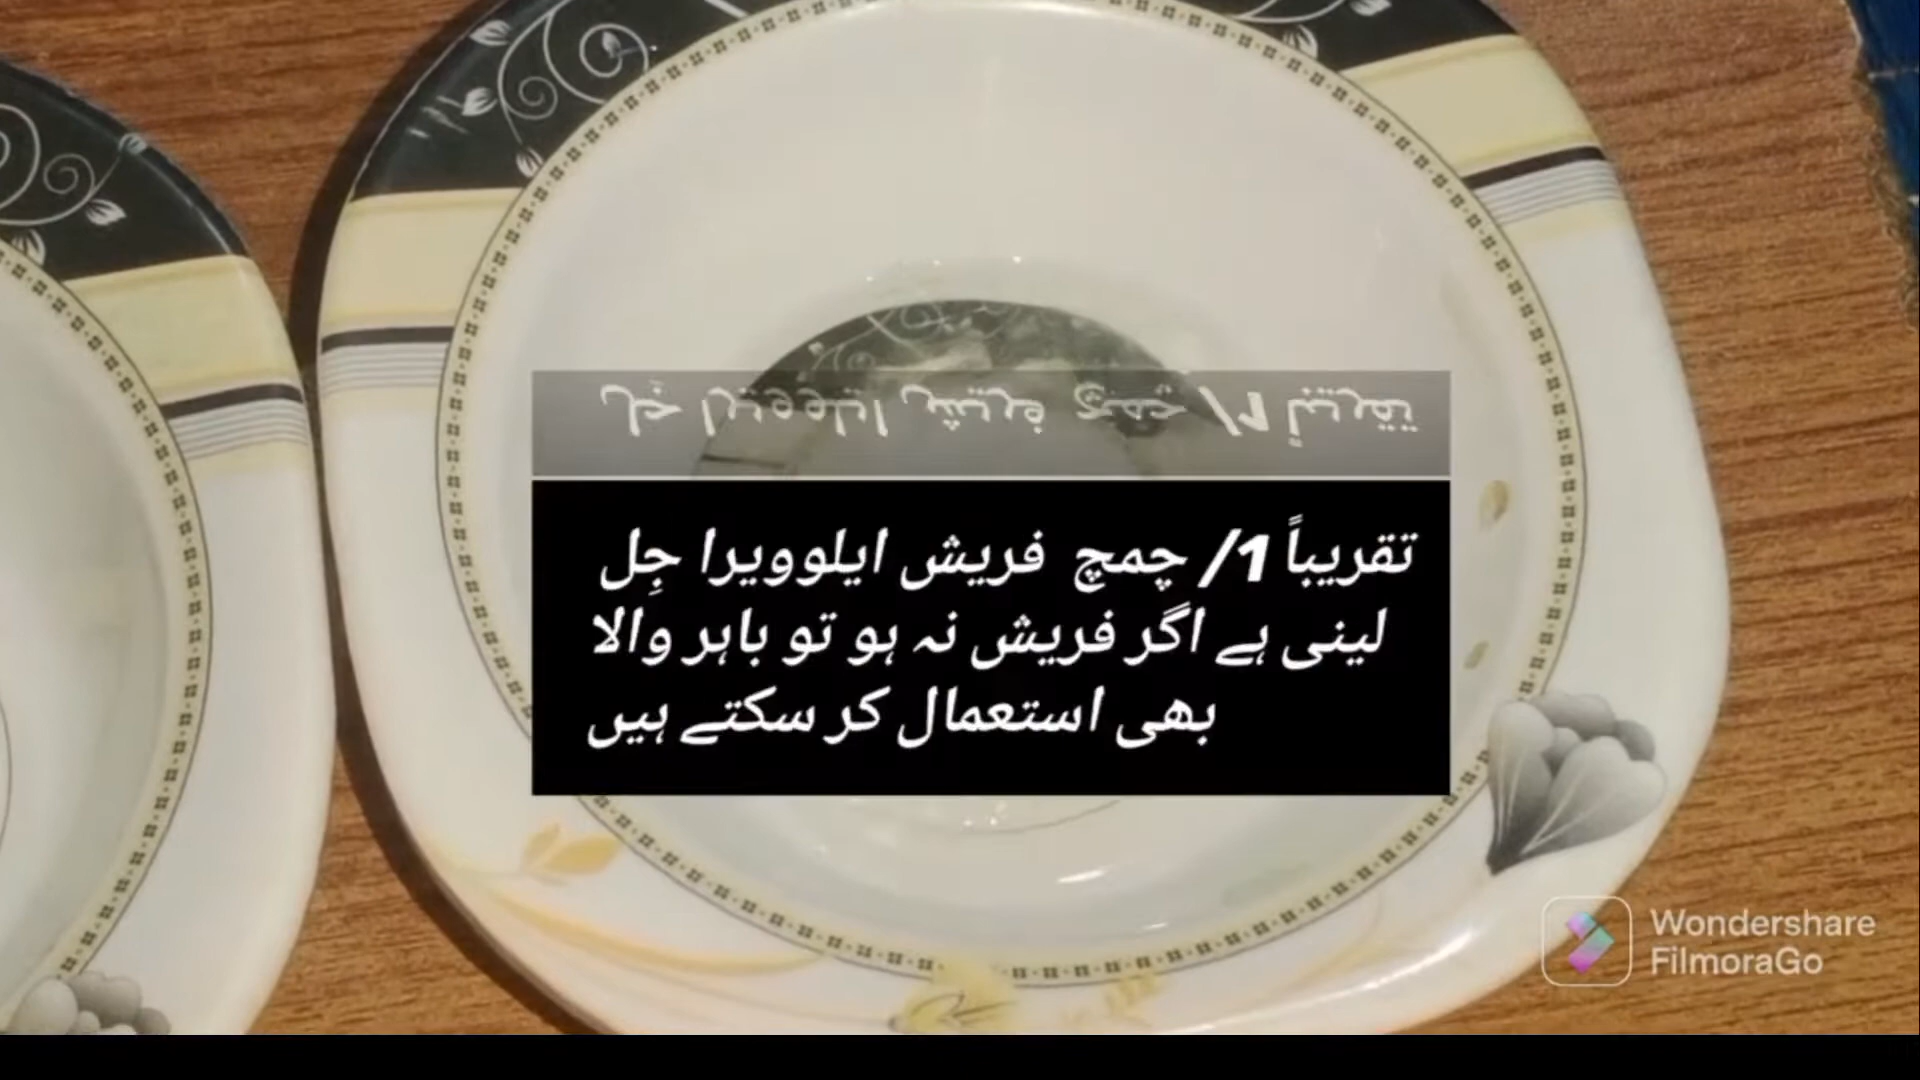 تقریباً 1/ چمچ فریش ایلوویرا جِل
لینی ہے اگر فریش نہ ہو تو باہر والا
بھی استعمال کر سکتے ہیں
Wondershare
FilmoraGo